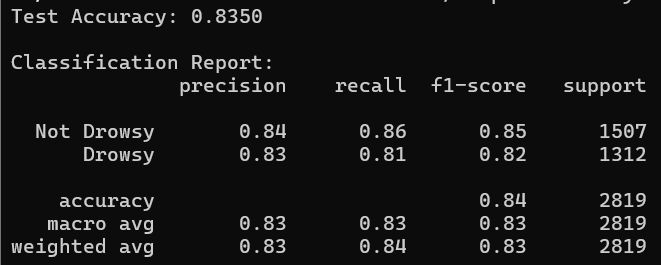 Test Accuracy: 0.8350
Classification Report:
precision recall f1-score support
Not Drowsy 0.84 0.86 0.85 1507
Drowsy 0.83 0.81 0.82 1312
accuracy 0.84 2819
macro avg 0.83 0.83 0.83 2819
weighted avg 0.83 0.84 0.83 2819